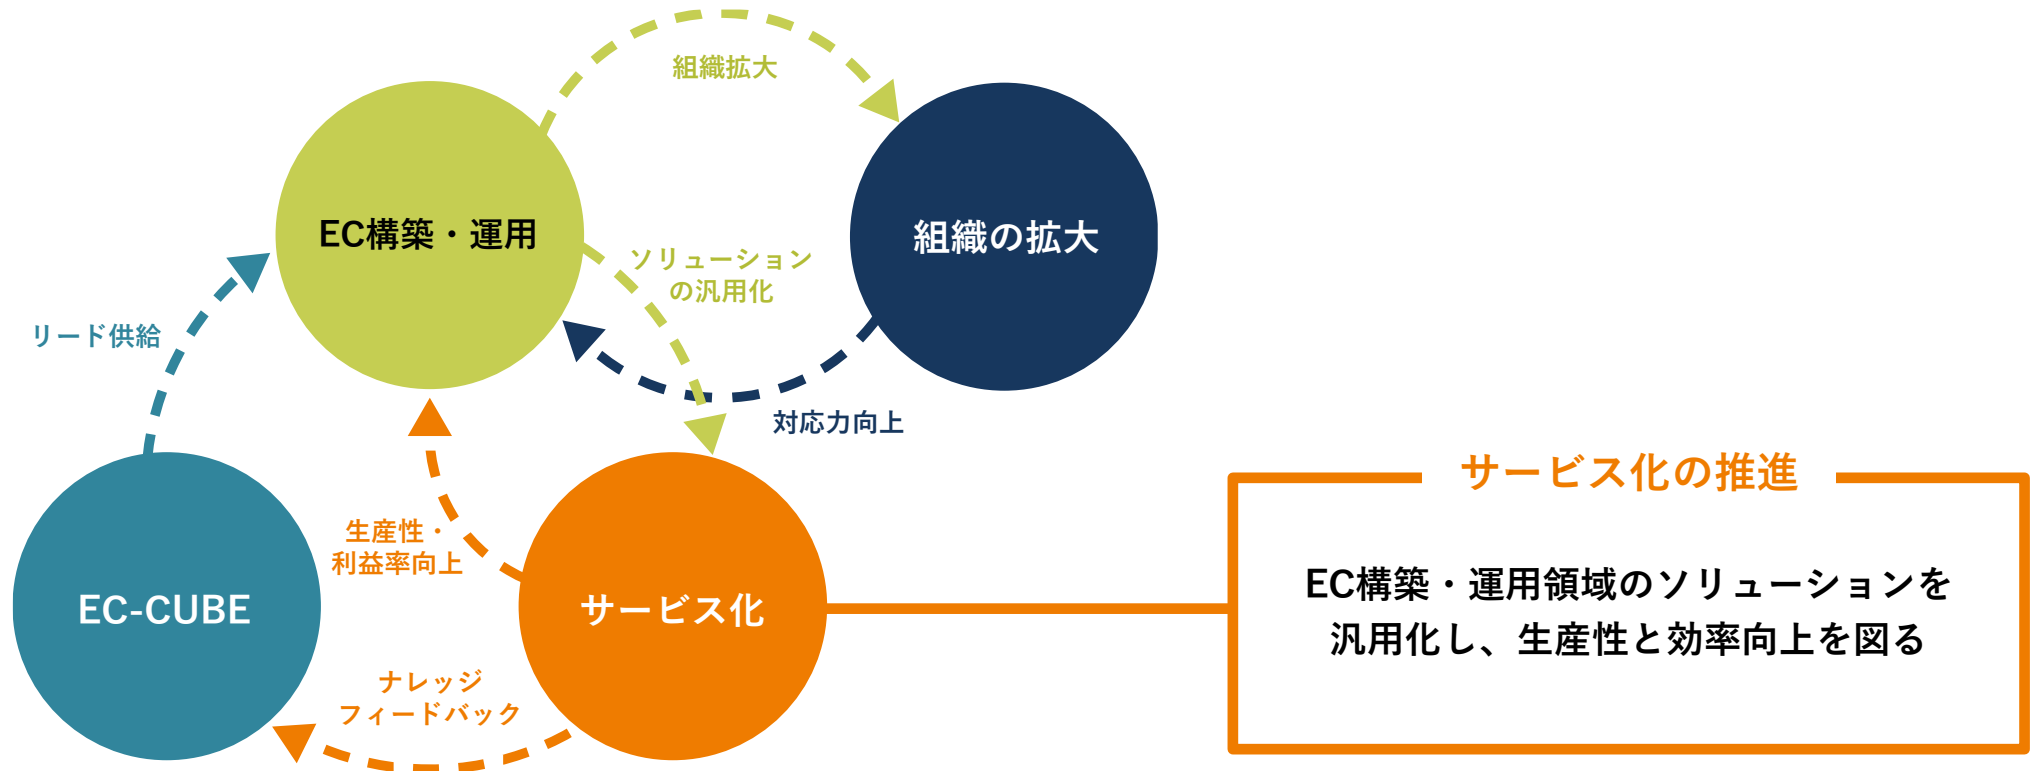 組織拡大
EC構築・運用
組織の拡大
ソリューション
の汎用化
リード供給
対応力向上
サービス化の推進
生産性・
利益率向上
EC構築・運用領域のソリューションを
汎用化し、生産性と効率向上を図る
EC-CUBE
サービス化
ナレッジ
フィードバック